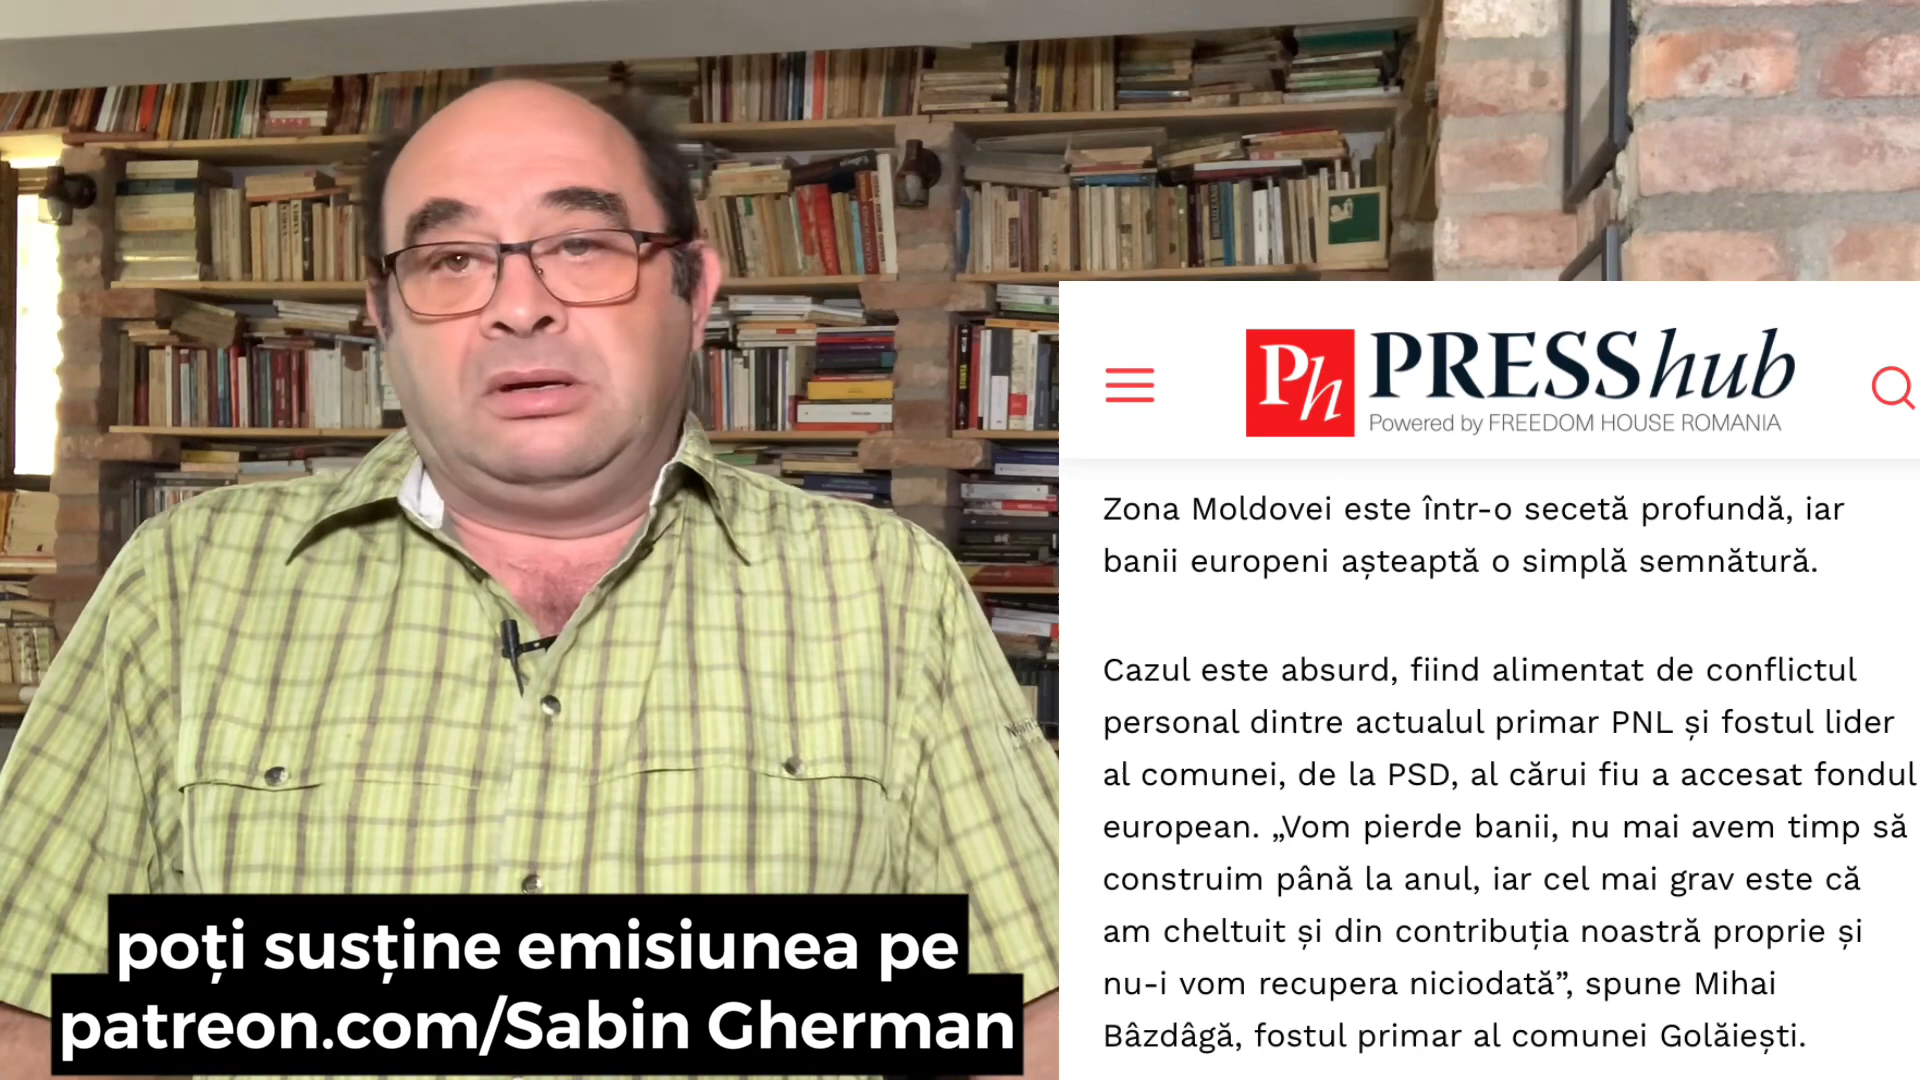 Ph PRESShub
Powered by FREEDOM HOUSE ROMANIA
Zona Moldovei este într-o secetă profundă, iar
banii europeni așteaptă o simplă semnătură.
Cazul este absurd, fiind alimentat de conflictul
personal dintre actualul primar PNL și fostul lider
al comunei, de la PSD, al cărui fiu a accesat fondul
european. „Vom pierde banii, nu mai avem timp să
construim până la anul, iar cel mai grav este că
am cheltuit și din contribuția noastră proprie și
nu-i vom recupera niciodată”, spune Mihai
Bâzdâgă, fostul primar al comunei Golăiești.
poți susține emisiunea pe
patreon.com/Sabin Gherman